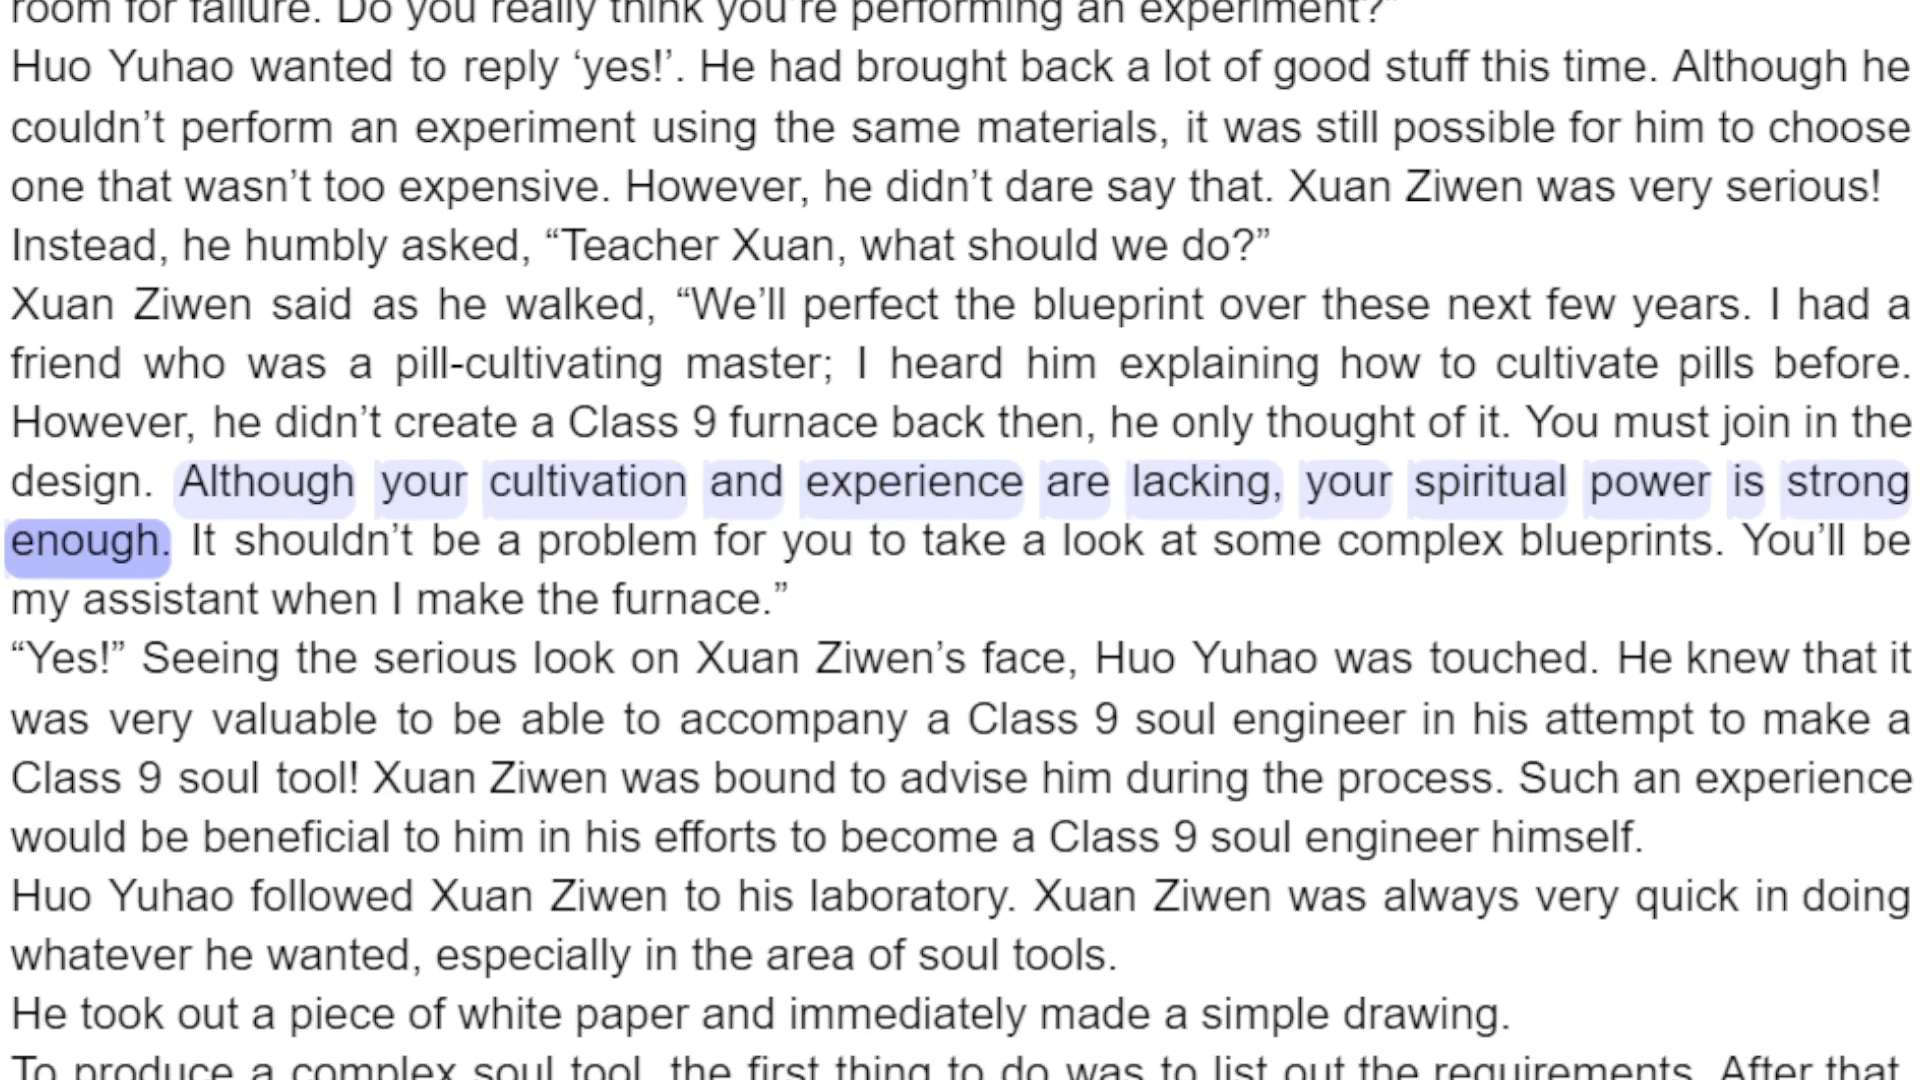 room for failure. Do you really think you're performing an experiment?”
Huo Yuhao wanted to reply ‘yes!’. He had brought back a lot of good stuff this time. Although he
couldn’t perform an experiment using the same materials, it was still possible for him to choose
one that wasn’t too expensive. However, he didn’t dare say that. Xuan Ziwen was very serious!
Instead, he humbly asked, “Teacher Xuan, what should we do?”
Xuan Ziwen said as he walked, “We’ll perfect the blueprint over these next few years. I had a
friend who was a pill-cultivating master; I heard him explaining how to cultivate pills before.
However, he didn’t create a Class 9 furnace back then, he only thought of it. You must join in the
design. Although your cultivation and experience are lacking, your spiritual power is strong
enough. It shouldn’t be a problem for you to take a look at some complex blueprints. You’ll be
my assistant when I make the furnace.”
“Yes!” Seeing the serious look on Xuan Ziwen’s face, Huo Yuhao was touched. He knew that it
was very valuable to be able to accompany a Class 9 soul engineer in his attempt to make a
Class 9 soul tool! Xuan Ziwen was bound to advise him during the process. Such an experience
would be beneficial to him in his efforts to become a Class 9 soul engineer himself.
Huo Yuhao followed Xuan Ziwen to his laboratory. Xuan Ziwen was always very quick in doing
whatever he wanted, especially in the area of soul tools.
He took out a piece of white paper and immediately made a simple drawing.
To produce a complex soul tool, the first thing to do was to list out the requirements. After that,